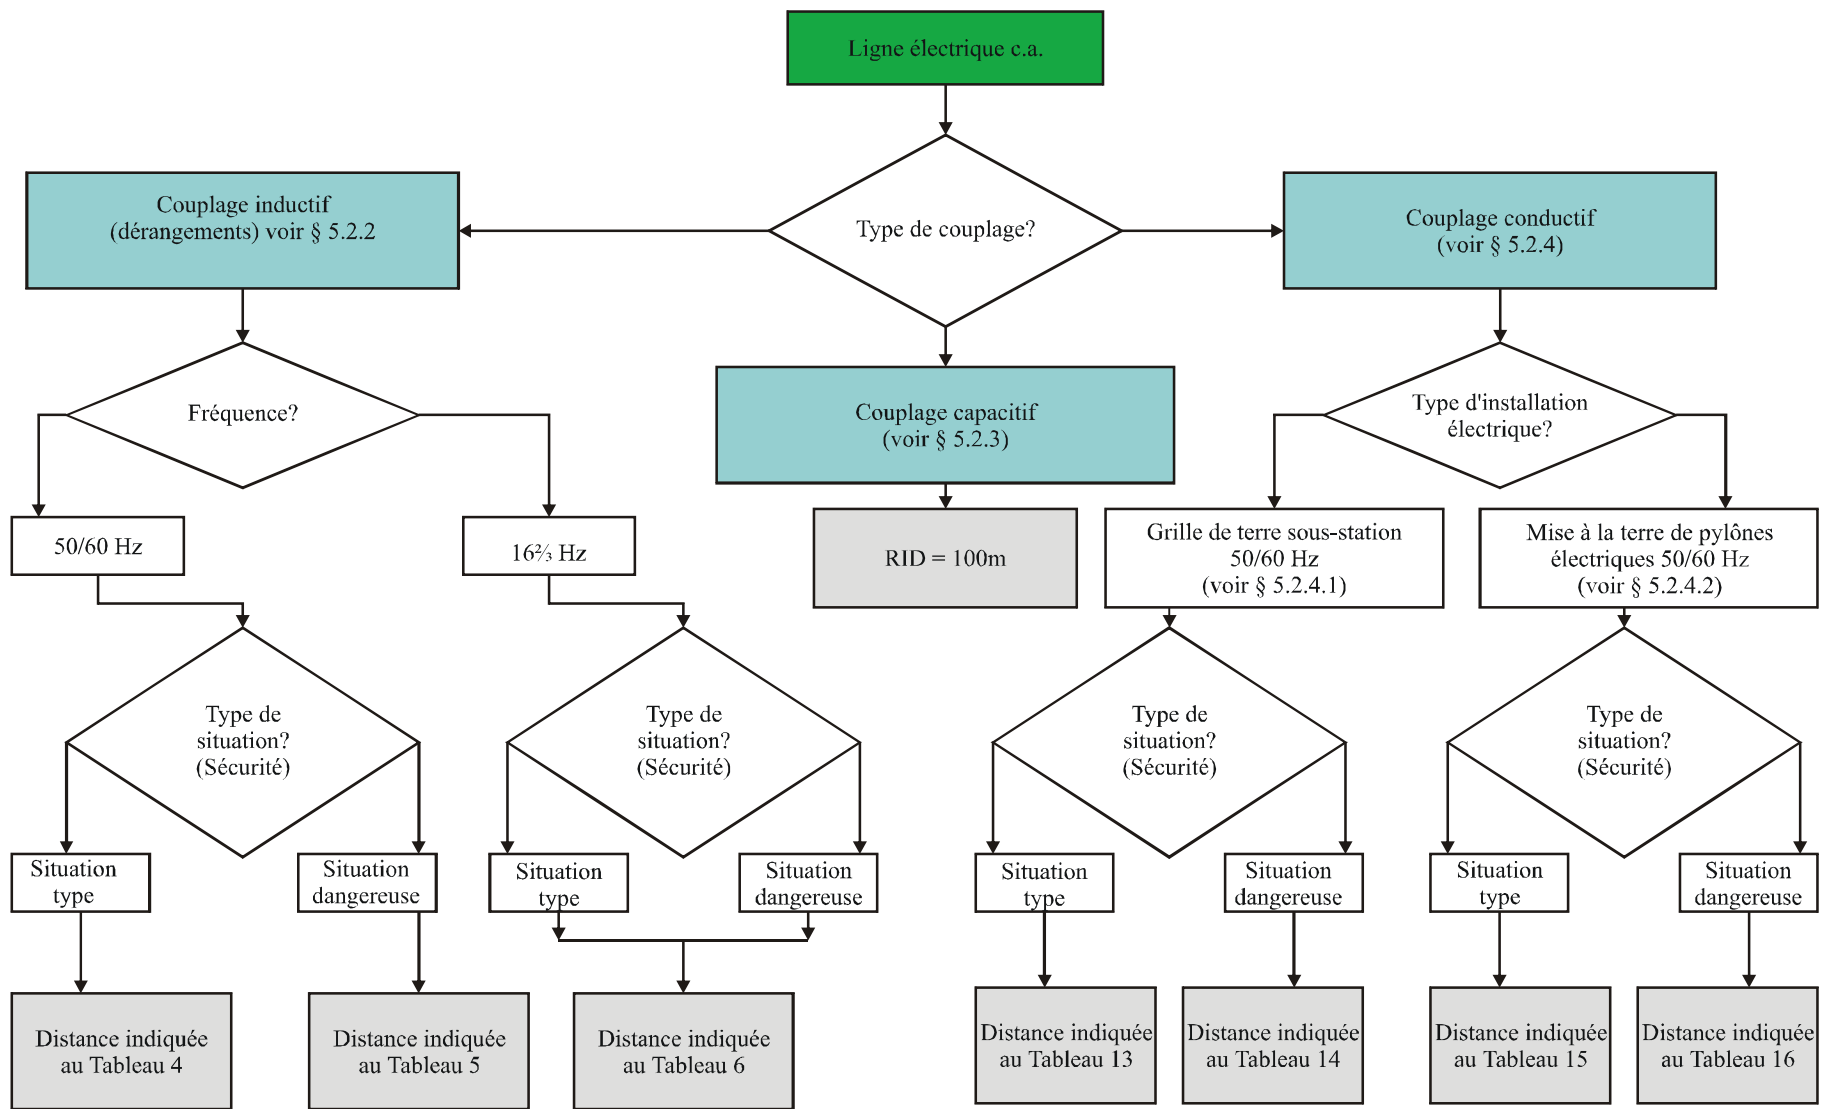 Ligne électrique c.a.
Couplage inductif
(dérangements) voir § 5.2.2
Type de couplage?
Couplage conductif
(voir § 5.2.4)
Fréquence?
Couplage capacitif
(voir § 5.2.3)
Type d'installation
électrique?
50/60 Hz
16⅔ Hz
RID = 100m
Grille de terre sous-station
50/60 Hz
(voir § 5.2.4.1)
Mise à la terre de pylônes
électriques 50/60 Hz
(voir § 5.2.4.2)
Type de
situation?
(Sécurité)
Type de
situation?
(Sécurité)
Type de
situation?
(Sécurité)
Type de
situation?
(Sécurité)
Situation
type
Situation
dangereuse
Situation
type
Situation
dangereuse
Situation
type
Situation
dangereuse
Situation
type
Situation
dangereuse
Distance indiquée
au Tableau 4
Distance indiquée
au Tableau 5
Distance indiquée
au Tableau 6
Distance indiquée
au Tableau 13
Distance indiquée
au Tableau 14
Distance indiquée
au Tableau 15
Distance indiquée
au Tableau 16